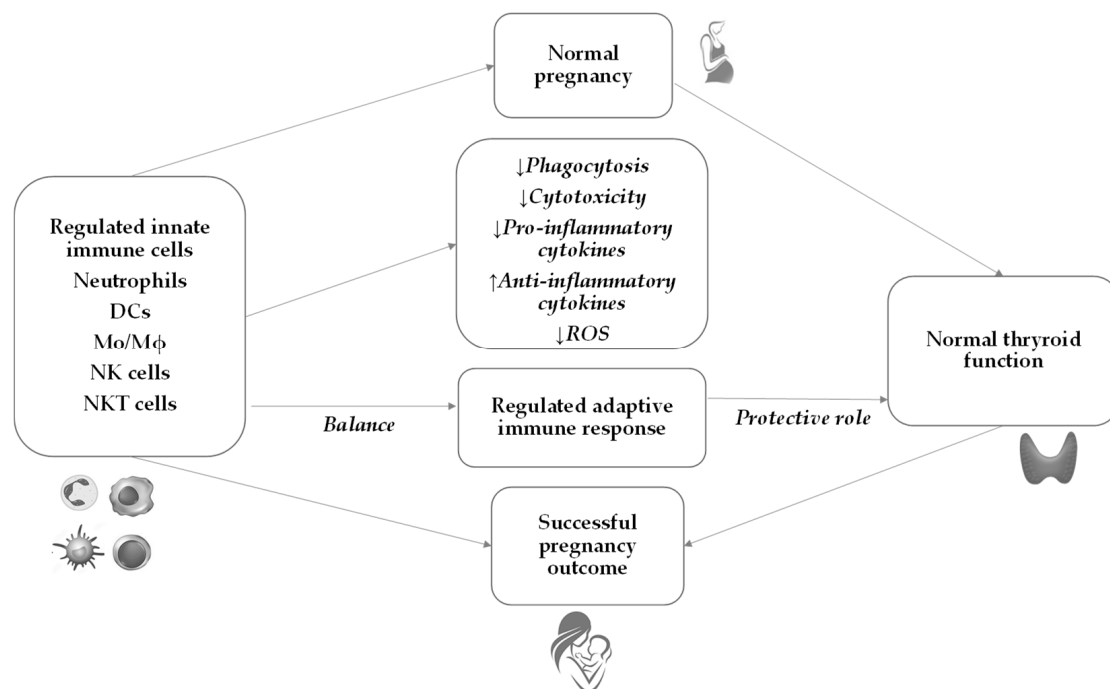 Normal
pregnancy
↓Phagocytosis
↓Cytotoxicity
↓Pro-inflammatory
cytokines
↑Anti-inflammatory
cytokines
↓ROS
Regulated innate
immune cells
Neutrophils
DCs
Mo/Mϕ
NK cells
NKT cells
Balance
Regulated adaptive
immune response
Protective role
Normal thryroid
function
Successful
pregnancy
outcome